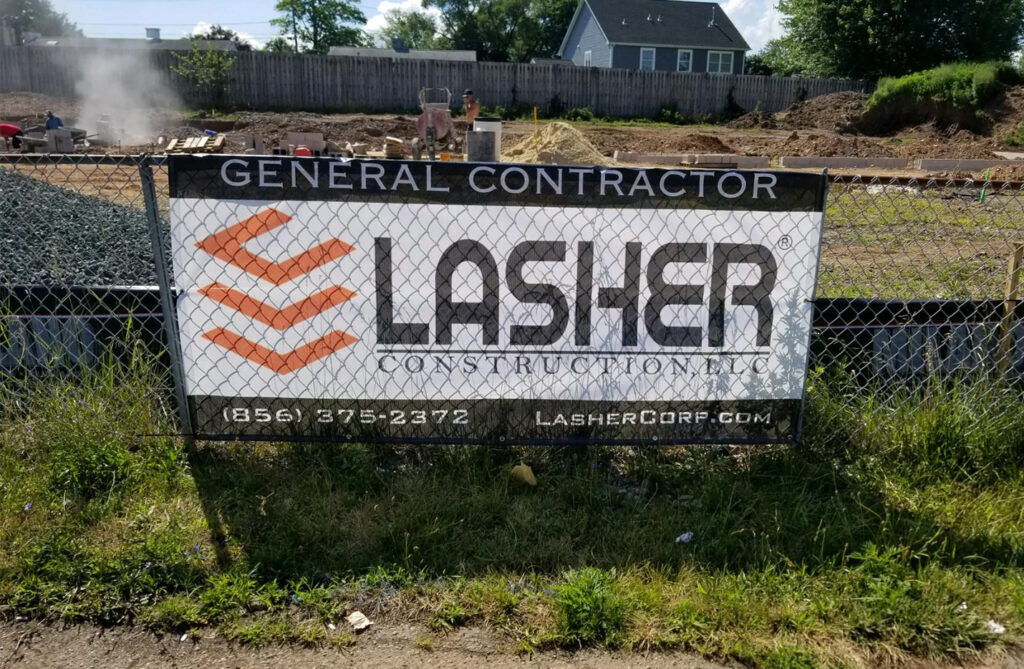 GENERAL CONTRACTOR
LASHER®
CONSTRUCTION, LLC
(856) 375-2372 LASHERCORP.COM